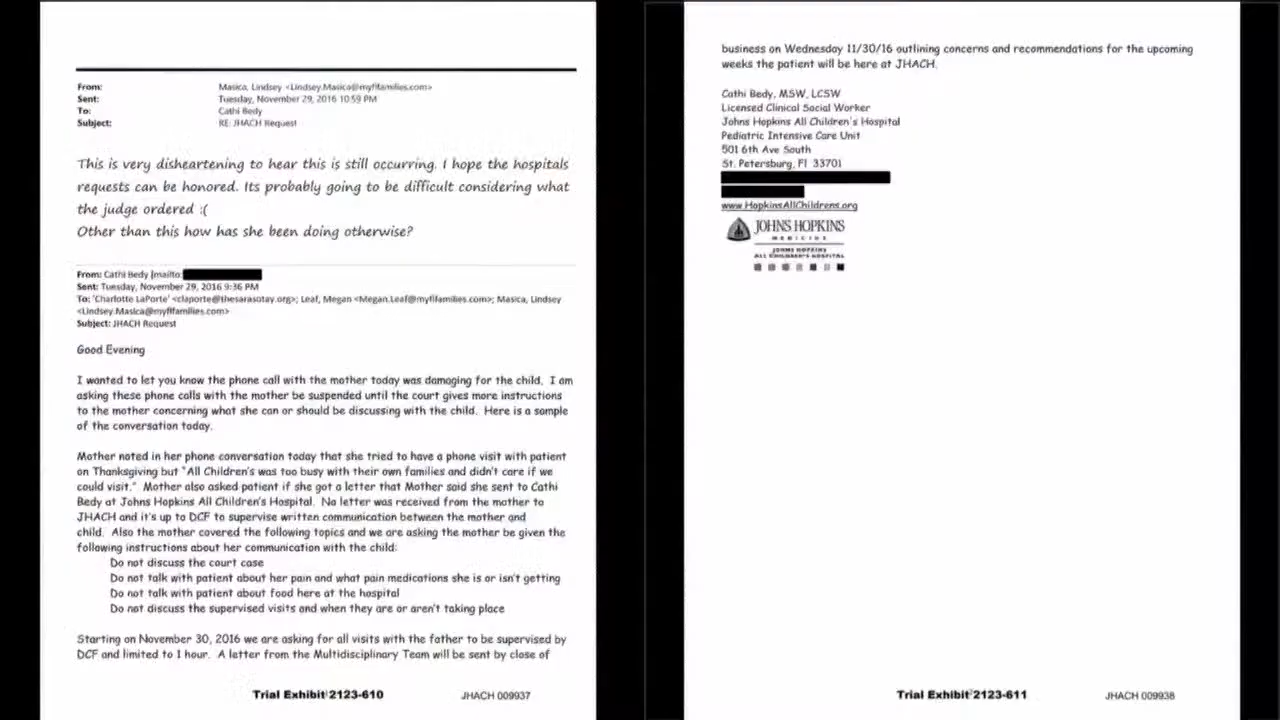 From: Masica, Lindsey <Lindsey.Masica@myflfamilies.com>
Sent: Tuesday, November 29, 2016 10:59 PM
To: Cathi Bedy
Subject: RE: JHACH Request
This is very disheartening to hear this is still occurring. I hope the hospitals
requests can be honored. Its probably going to be difficult considering what
the judge ordered :(
Other than this how has she been doing otherwise?
From: Cathi Bedy [mailto:
Sent: Tuesday, November 29, 2016 9:36 PM
To: 'Charlotte LaPorte' <claporte@thesarasotay.org>; Leaf, Megan <Megan.Leaf@myflfamilies.com>; Masica, Lindsey
<Lindsey.Masica@myflfamilies.com>
Subject: JHACH Request
Good Evening
I wanted to let you know the phone call with the mother today was damaging for the child. I am
asking these phone calls with the mother be suspended until the court gives more instructions
to the mother concerning what she can or should be discussing with the child. Here is a sample
of the conversation today.
Mother noted in her phone conversation today that she tried to have a phone visit with patient
on Thanksgiving but "All Children's was too busy with their own families and didn't care if we
could visit." Mother also asked patient if she got a letter that Mother said she sent to Cathi
Bedy at Johns Hopkins All Children's Hospital. No letter was received from the mother to
JHACH and it's up to DCF to supervise written communication between the mother and
child. Also the mother covered the following topics and we are asking the mother be given the
following instructions about her communication with the child:
Do not discuss the court case
Do not talk with patient about her pain and what pain medications she is or isn't getting
Do not talk with patient about food here at the hospital
Do not discuss the supervised visits and when they are or aren't taking place
Starting on November 30, 2016 we are asking for all visits with the father to be supervised by
DCF and limited to 1 hour. A letter from the Multidisciplinary Team will be sent by close of
Trial Exhibit 2123-610 JHACH 009937
business on Wednesday 11/30/16 outlining concerns and recommendations for the upcoming
weeks the patient will be here at JHACH.
Cathi Bedy, MSW, LCSW
Licensed Clinical Social Worker
Johns Hopkins All Children's Hospital
Pediatric Intensive Care Unit
501 6th Ave South
St. Petersburg, Fl 33701
www.HopkinsAllChildrens.org
JOHNS HOPKINS
MEDICINE
JOHNS HOPKINS
ALL CHILDREN'S HOSPITAL
Trial Exhibit 2123-611 JHACH 009938